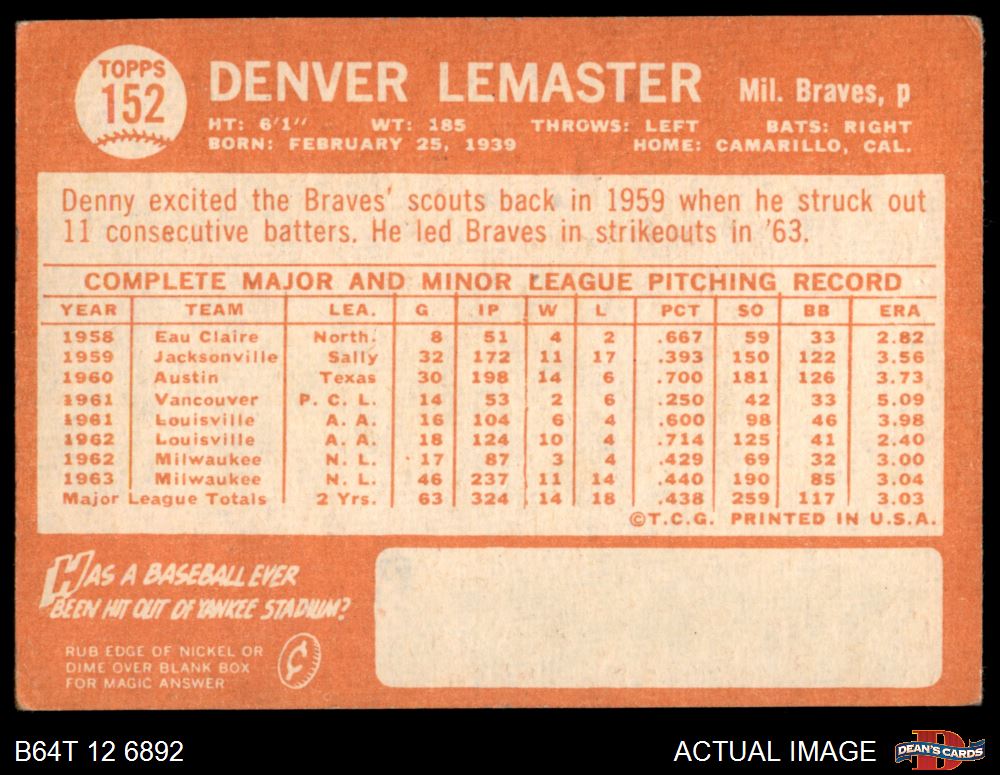 TOPPS
152
DENVER LEMASTER Mil. Braves, p
HT: 6'1" WT: 185 THROWS: LEFT BATS: RIGHT
BORN: FEBRUARY 25, 1939 HOME: CAMARILLO, CAL.
Denny excited the Braves' scouts back in 1959 when he struck out
11 consecutive batters. He led Braves in strikeouts in '63.
COMPLETE MAJOR AND MINOR LEAGUE PITCHING RECORD
YEAR TEAM LEA. G IP W L PCT SO BB ERA
1958 Eau Claire North. 8 51 4 2 .667 59 33 2.82
1959 Jacksonville Sally 32 172 11 17 .393 150 122 3.56
1960 Austin Texas 30 198 14 6 .700 181 126 3.73
1961 Vancouver P. C. L. 14 53 2 6 .250 42 33 5.09
1961 Louisville A. A. 16 104 6 4 .600 98 46 3.98
1962 Louisville A. A. 18 124 10 4 .714 125 41 2.40
1962 Milwaukee N. L. 17 87 3 4 .429 69 32 3.00
1963 Milwaukee N. L. 46 237 11 14 .440 190 85 3.04
Major League Totals 2 Yrs. 63 324 14 18 .438 259 117 3.03
©T.C.G. PRINTED IN U.S.A.
HAS A BASEBALL EVER
BEEN HIT OUT OF YANKEE STADIUM?
RUB EDGE OF NICKEL OR
DIME OVER BLANK BOX
FOR MAGIC ANSWER
B64T 12 6892 ACTUAL IMAGE DEAN'S CARDS